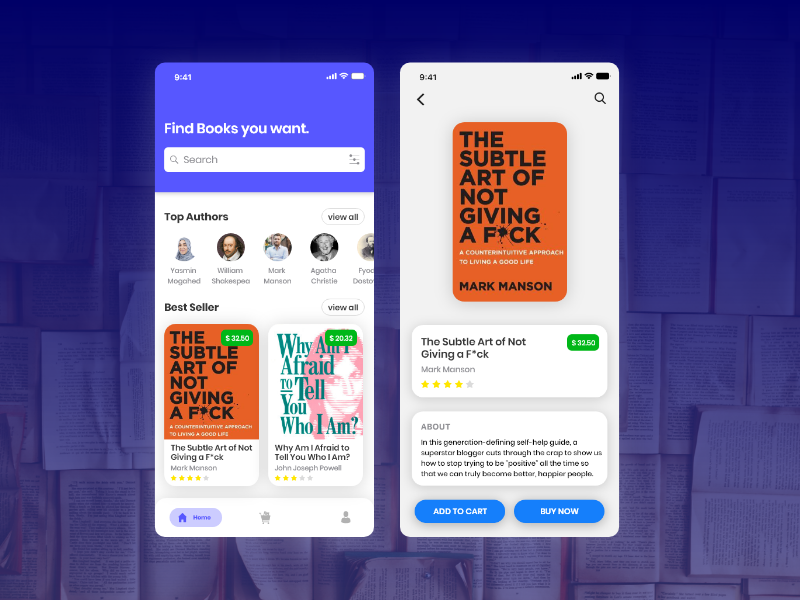 9:41
Find Books you want.
Search
Top Authors
view all
Yasmin
Mogahed
William
Shakespea
Mark
Manson
Agatha
Christie
Fyoc
Dosto
Best Seller
view all
THE
SUBTLE
ART OF
NOT
GIVING
A F*CK
A COUNTERINTUITIVE APPROACH
TO LIVING A GOOD LIFE
$ 32.50
Why Am I
Afraid
TO Tell
You
Who I Am?
$ 20.32
The Subtle Art of Not
Giving a F*ck
Mark Manson
Why Am I Afraid to
Tell You Who I Am?
John Joseph Powell
Home
9:41
THE
SUBTLE
ART OF
NOT
GIVING
A F*CK
A COUNTERINTUITIVE APPROACH
TO LIVING A GOOD LIFE
MARK MANSON
The Subtle Art of Not
Giving a F*ck
$ 32.50
Mark Manson
ABOUT
In this generation-defining self-help guide, a
superstar blogger cuts through the crap to show us
how to stop trying to be "positive" all the time so
that we can truly become better, happier people.
ADD TO CART
BUY NOW